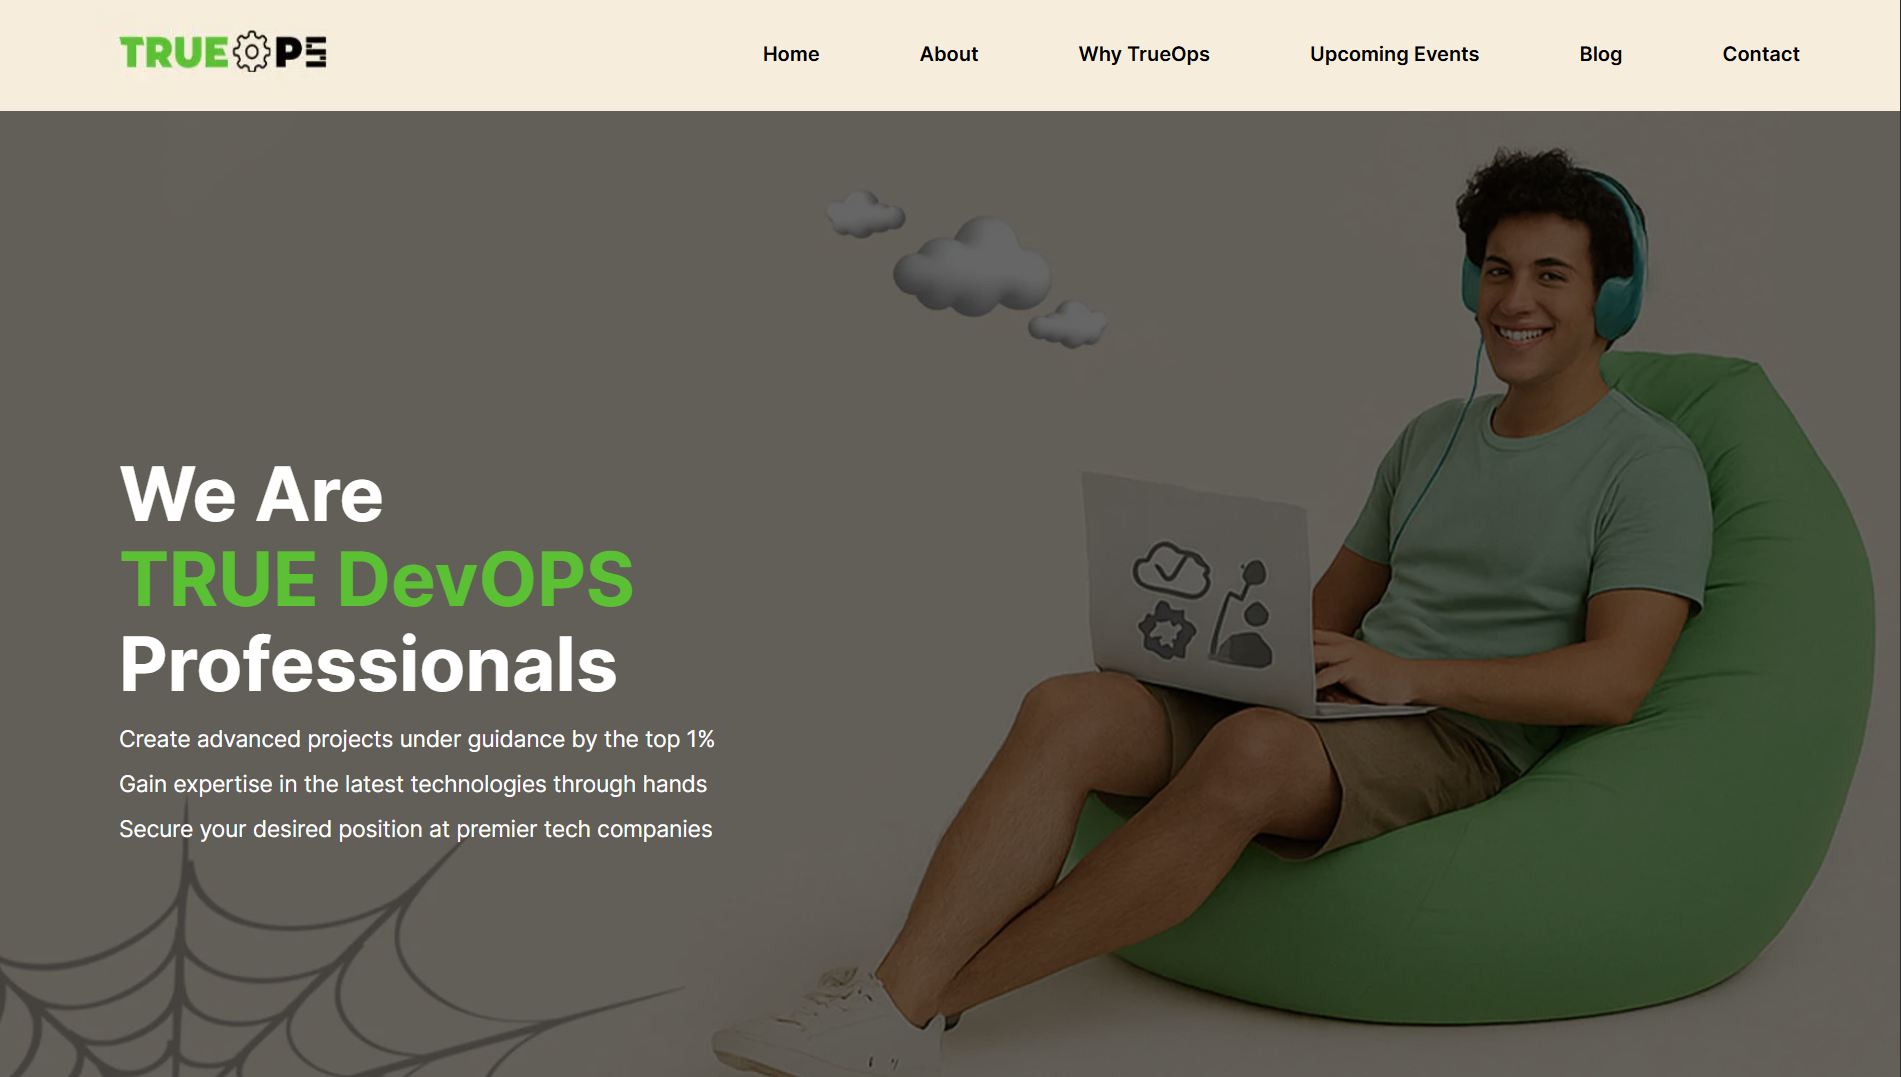 TRUEOPS
Home
About
Why TrueOps
Upcoming Events
Blog
Contact
We Are
TRUE DevOPS
Professionals
Create advanced projects under guidance by the top 1%
Gain expertise in the latest technologies through hands
Secure your desired position at premier tech companies